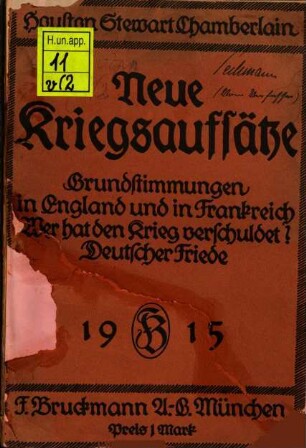 Houston Stewart Chamberlain
H.un.app.
11
v(2
Neue
Kriegsaufsätze
Grundstimmungen
in England und in Frankreich
Wer hat den Krieg verschuldet?
Deutscher Friede
19 15
F. Bruckmann A.-G. München
Preis 1 Mark